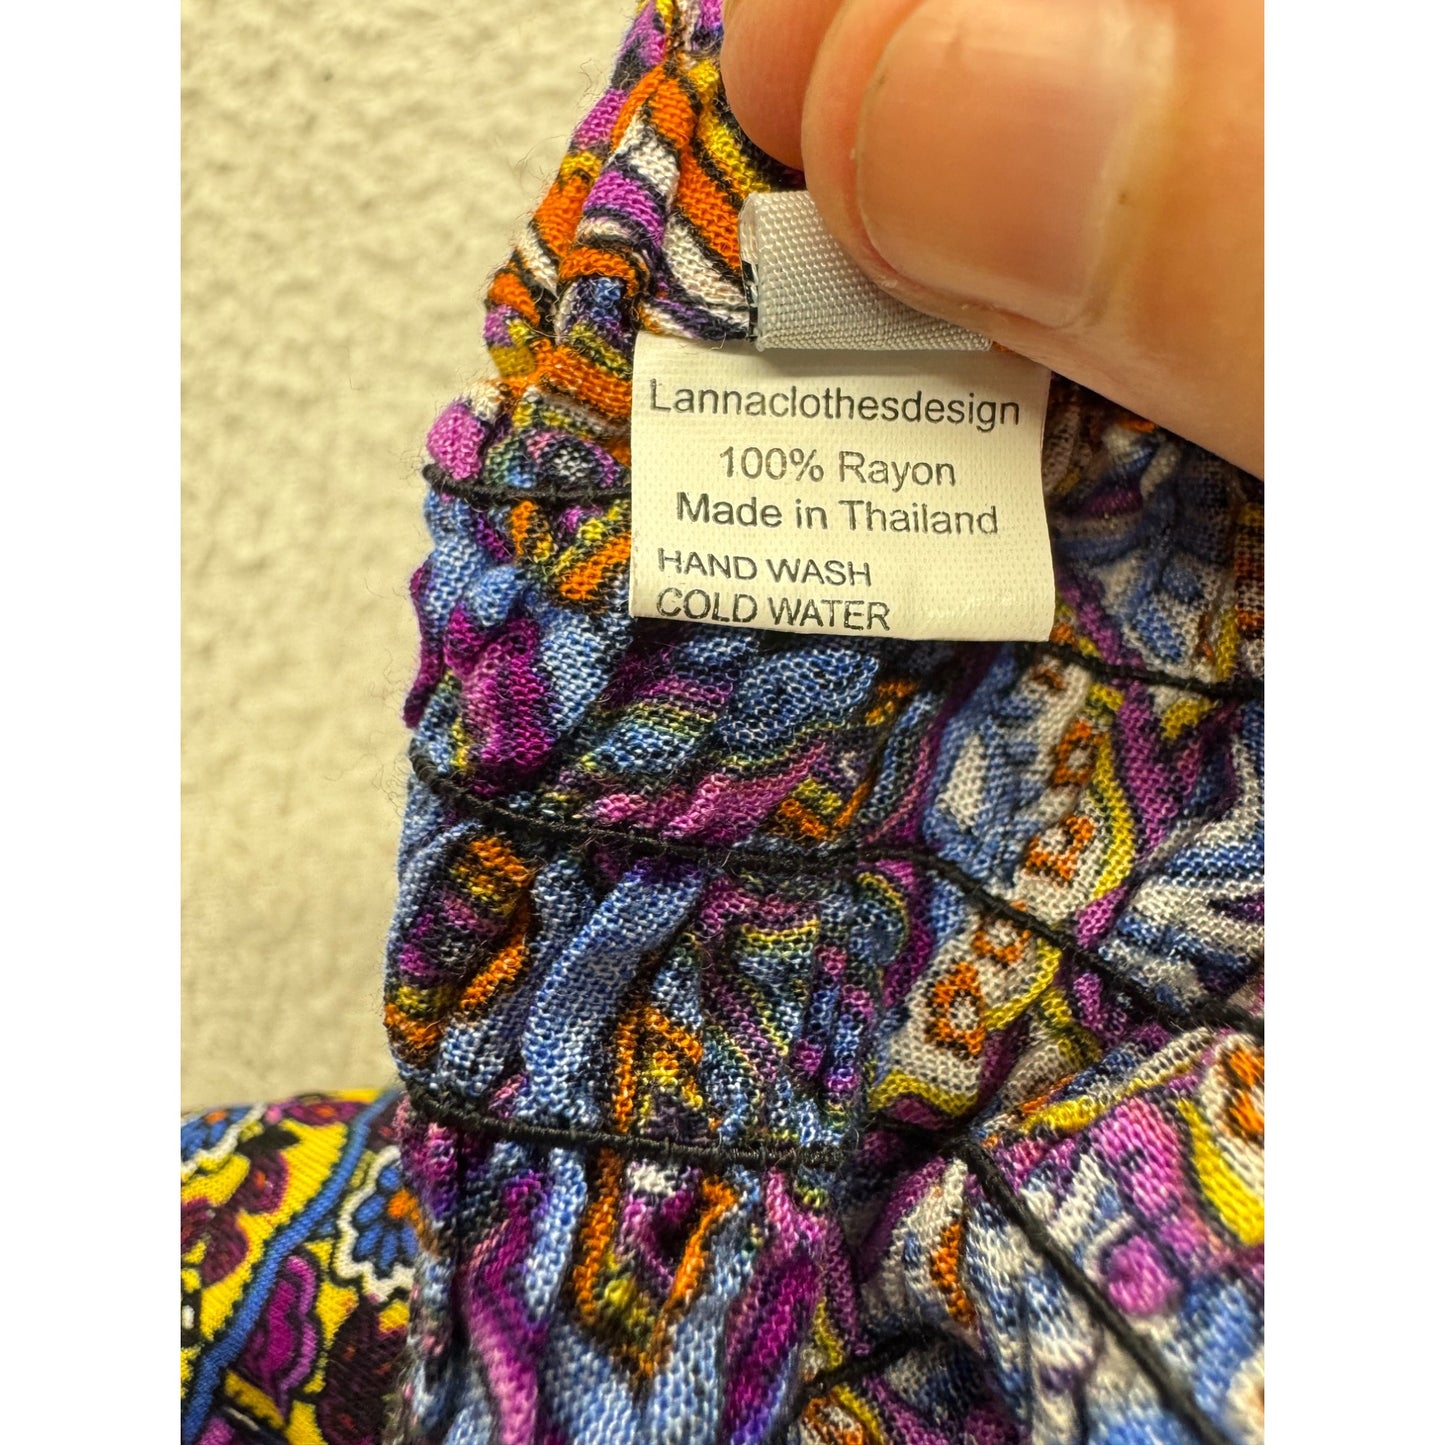 Lannaclothesdesign
100% Rayon
Made in Thailand
HAND WASH
COLD WATER